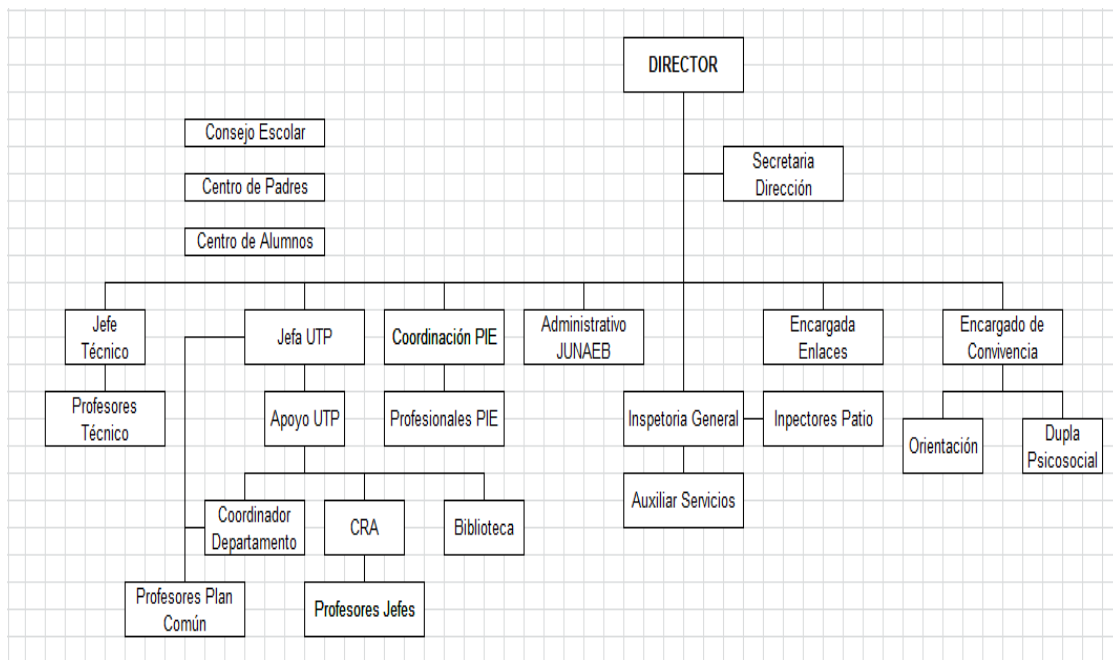 DIRECTOR
Consejo Escolar
Secretaria
Dirección
Centro de Padres
Centro de Alumnos
Jefe
Técnico
Jefa UTP
Coordinación PIE
Administrativo
JUNAEB
Encargada
Enlaces
Encargado de
Convivencia
Profesores
Técnico
Apoyo UTP
Profesionales PIE
Inspetoria General
Inpectores Patio
Orientación
Dupla
Psicosocial
Auxiliar Servicios
Coordinador
Departamento
CRA
Biblioteca
Profesores Plan
Común
Profesores Jefes